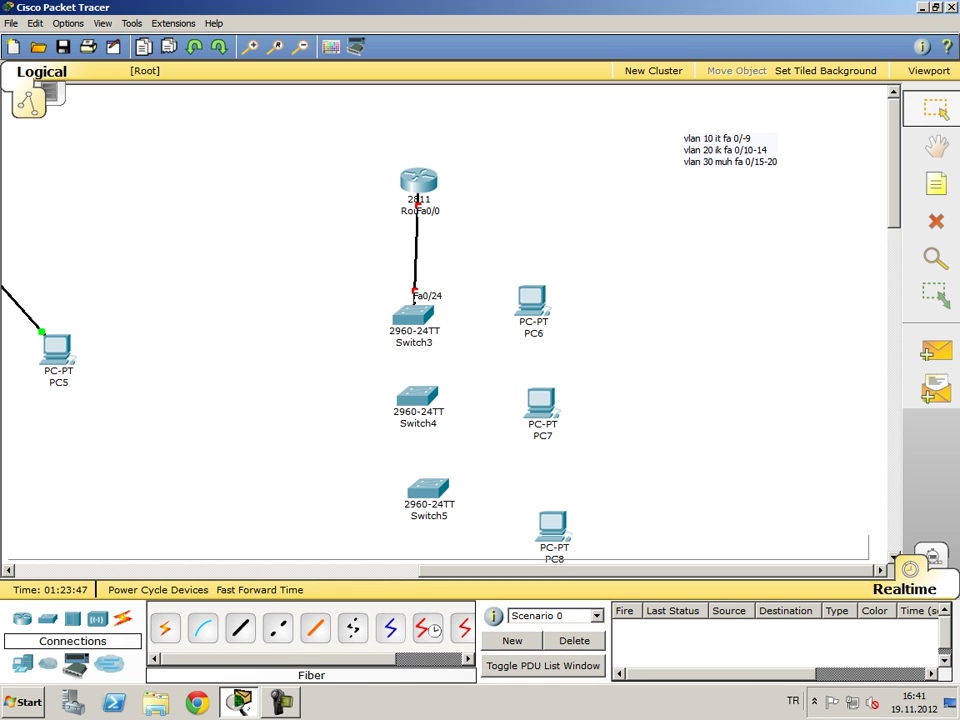 Cisco Packet Tracer
File Edit Options View Tools Extensions Help
Logical [Root] New Cluster Move Object Set Tiled Background Viewport
vlan 10 it fa 0/-9
vlan 20 ik fa 0/10-14
vlan 30 muh fa 0/15-20
2811
Fa0/0
Fa0/24
2960-24TT
Switch3
PC-PT
PC6
PC-PT
PC5
2960-24TT
Switch4
PC-PT
PC7
2960-24TT
Switch5
PC-PT
PC8
Time: 01:23:47 Power Cycle Devices Fast Forward Time Realtime
Scenario 0
New Delete
Toggle PDU List Window
Fire Last Status Source Destination Type Color Time (se
Connections
Fiber
Start TR 16:41
19.11.2012